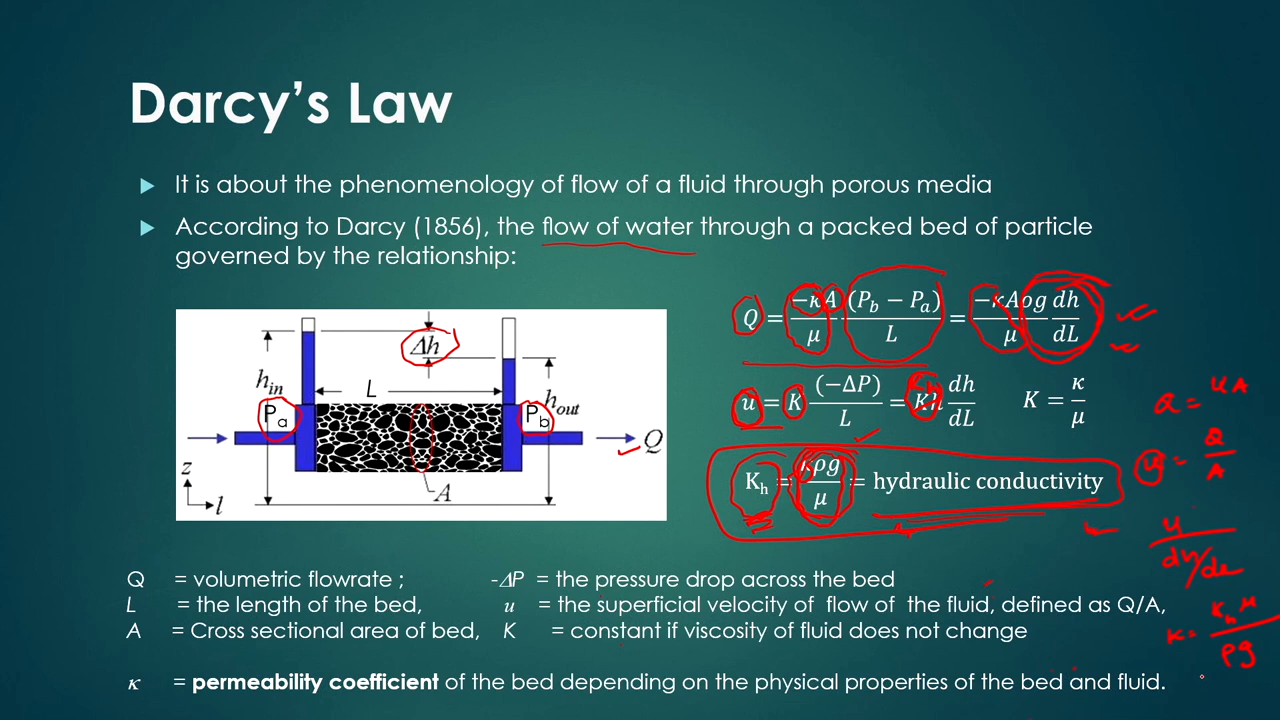 Darcy's Law
It is about the phenomenology of flow of a fluid through porous media
According to Darcy (1856), the flow of water through a packed bed of particle
governed by the relationship:
Q = −κA/μ (P_b − P_a)/L = −κAρg/μ dh/dL
u = K (−ΔP)/L = Kh dh/dL K = κ/μ
K_h
K_h = κρg/μ = hydraulic conductivity
Δh
h_in
L
h_out
P_a
P_b
Q
z
l
A
Q = uA
u = Q/A
u/dh/dL
κ = K_h μ/ρg
Q = volumetric flowrate ; -ΔP = the pressure drop across the bed
L = the length of the bed, u = the superficial velocity of flow of the fluid, defined as Q/A,
A = Cross sectional area of bed, K = constant if viscosity of fluid does not change
κ = permeability coefficient of the bed depending on the physical properties of the bed and fluid.